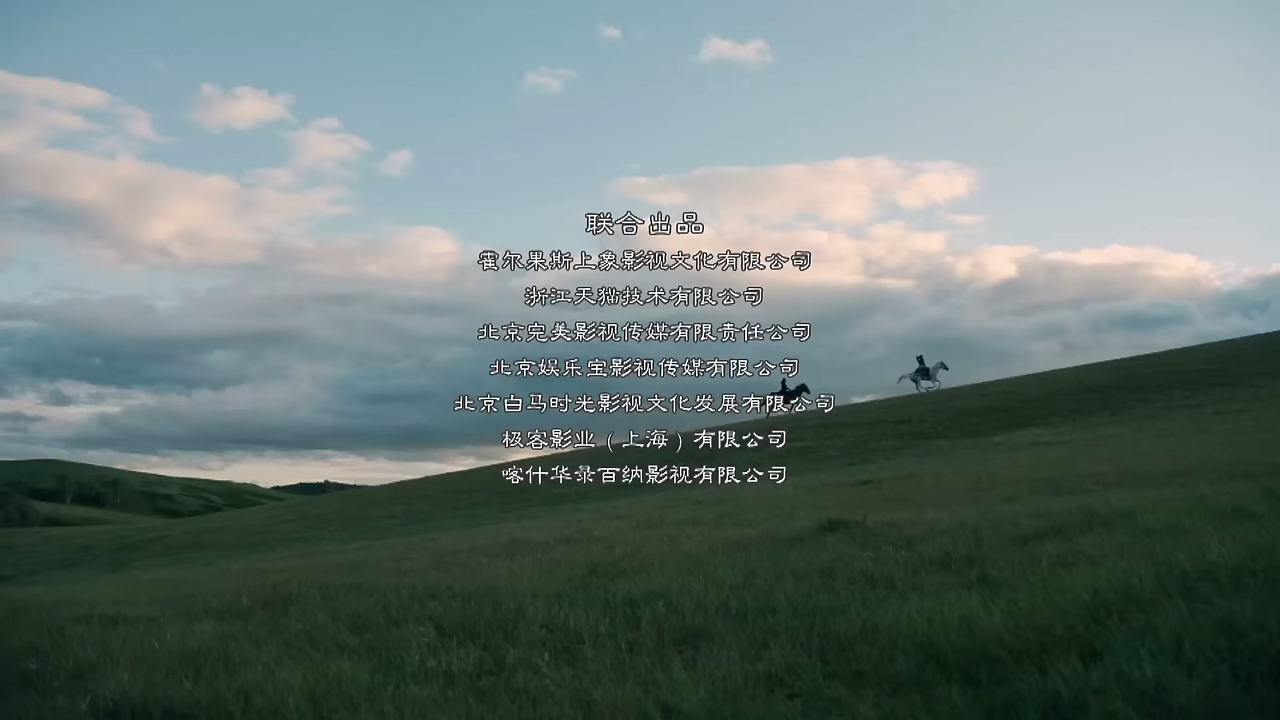 联合出品
霍尔果斯上象影视文化有限公司
浙江天猫技术有限公司
北京完美影视传媒有限责任公司
北京娱乐宝影视传媒有限公司
北京白马时光影视文化发展有限公司
极客影业（上海）有限公司
喀什华录百纳影视有限公司